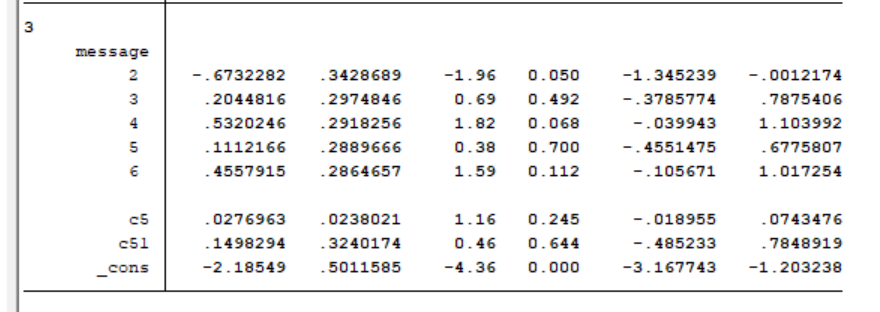 3
message
2 -.6732282 .3428689 -1.96 0.050 -1.345239 -.0012174
3 .2044816 .2974846 0.69 0.492 -.3785774 .7875406
4 .5320246 .2918256 1.82 0.068 -.039943 1.103992
5 .1112166 .2889666 0.38 0.700 -.4551475 .6775807
6 .4557915 .2864657 1.59 0.112 -.105671 1.017254
c5 .0276963 .0238021 1.16 0.245 -.018955 .0743476
c51 .1498294 .3240174 0.46 0.644 -.485233 .7848919
_cons -2.18549 .5011585 -4.36 0.000 -3.167743 -1.203238